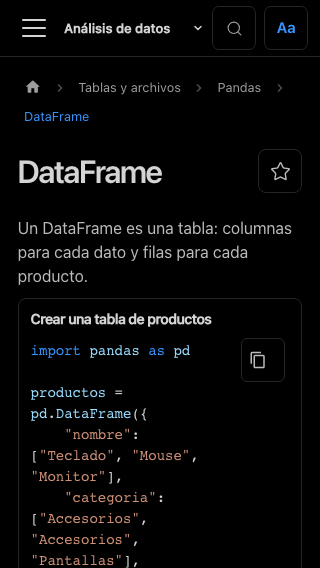 Análisis de datos
Aa
Tablas y archivos
Pandas
DataFrame
DataFrame
Un DataFrame es una tabla: columnas
para cada dato y filas para cada
producto.
Crear una tabla de productos
import pandas as pd
productos =
pd.DataFrame({
    "nombre":
["Teclado", "Mouse",
"Monitor"],
    "categoria":
["Accesorios",
"Accesorios",
"Pantallas"],